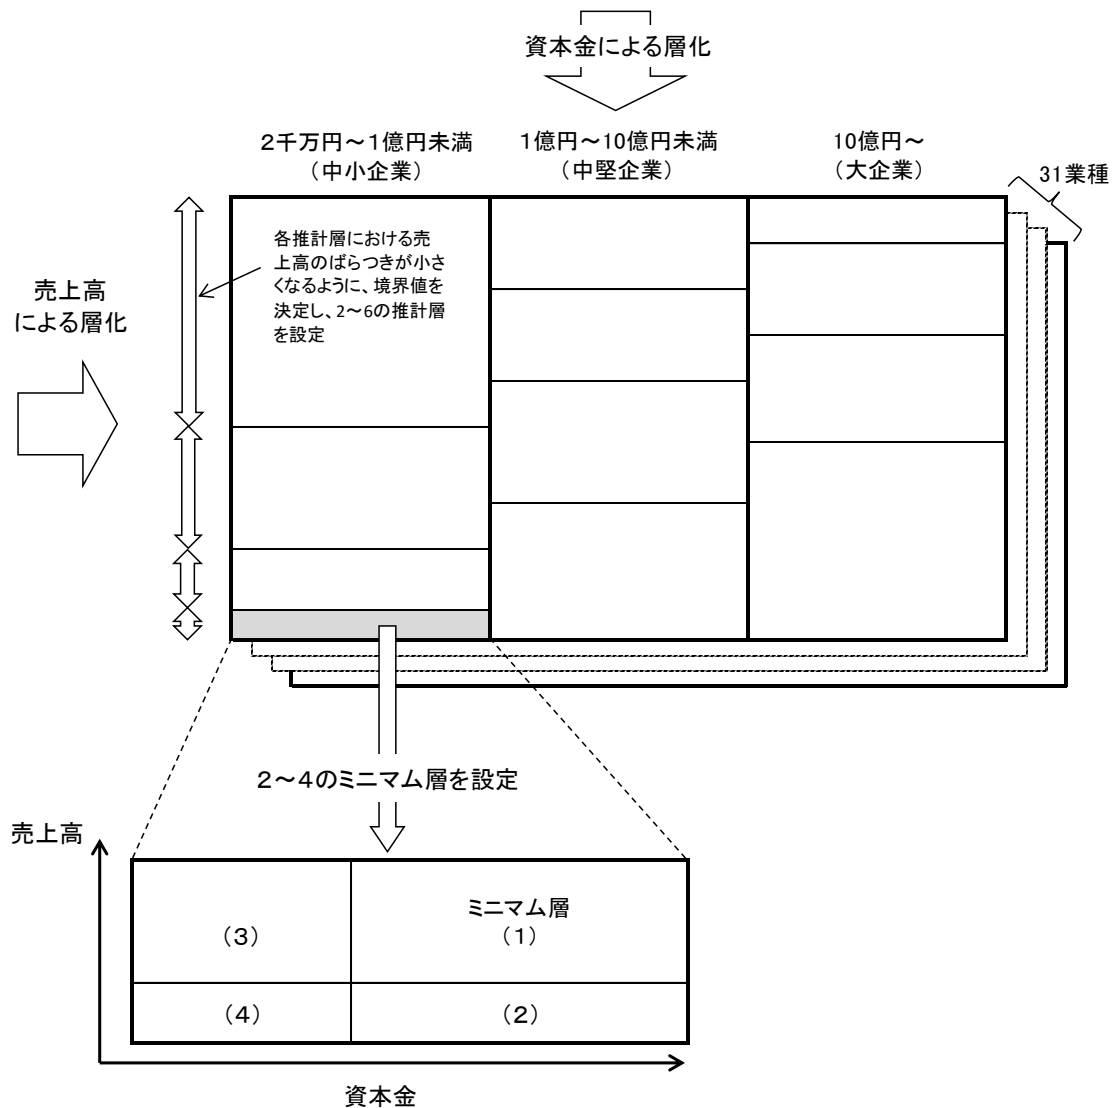 資本金による層化
2千万円～1億円未満
（中小企業）
1億円～10億円未満
（中堅企業）
10億円～
（大企業）
31業種
各推計層における売
上高のばらつきが小さ
くなるように、境界値を
決定し、2～6の推計層
を設定
売上高
による層化
２～４のミニマム層を設定
売上高
ミニマム層
（３）
（１）
（４）
（２）
資本金